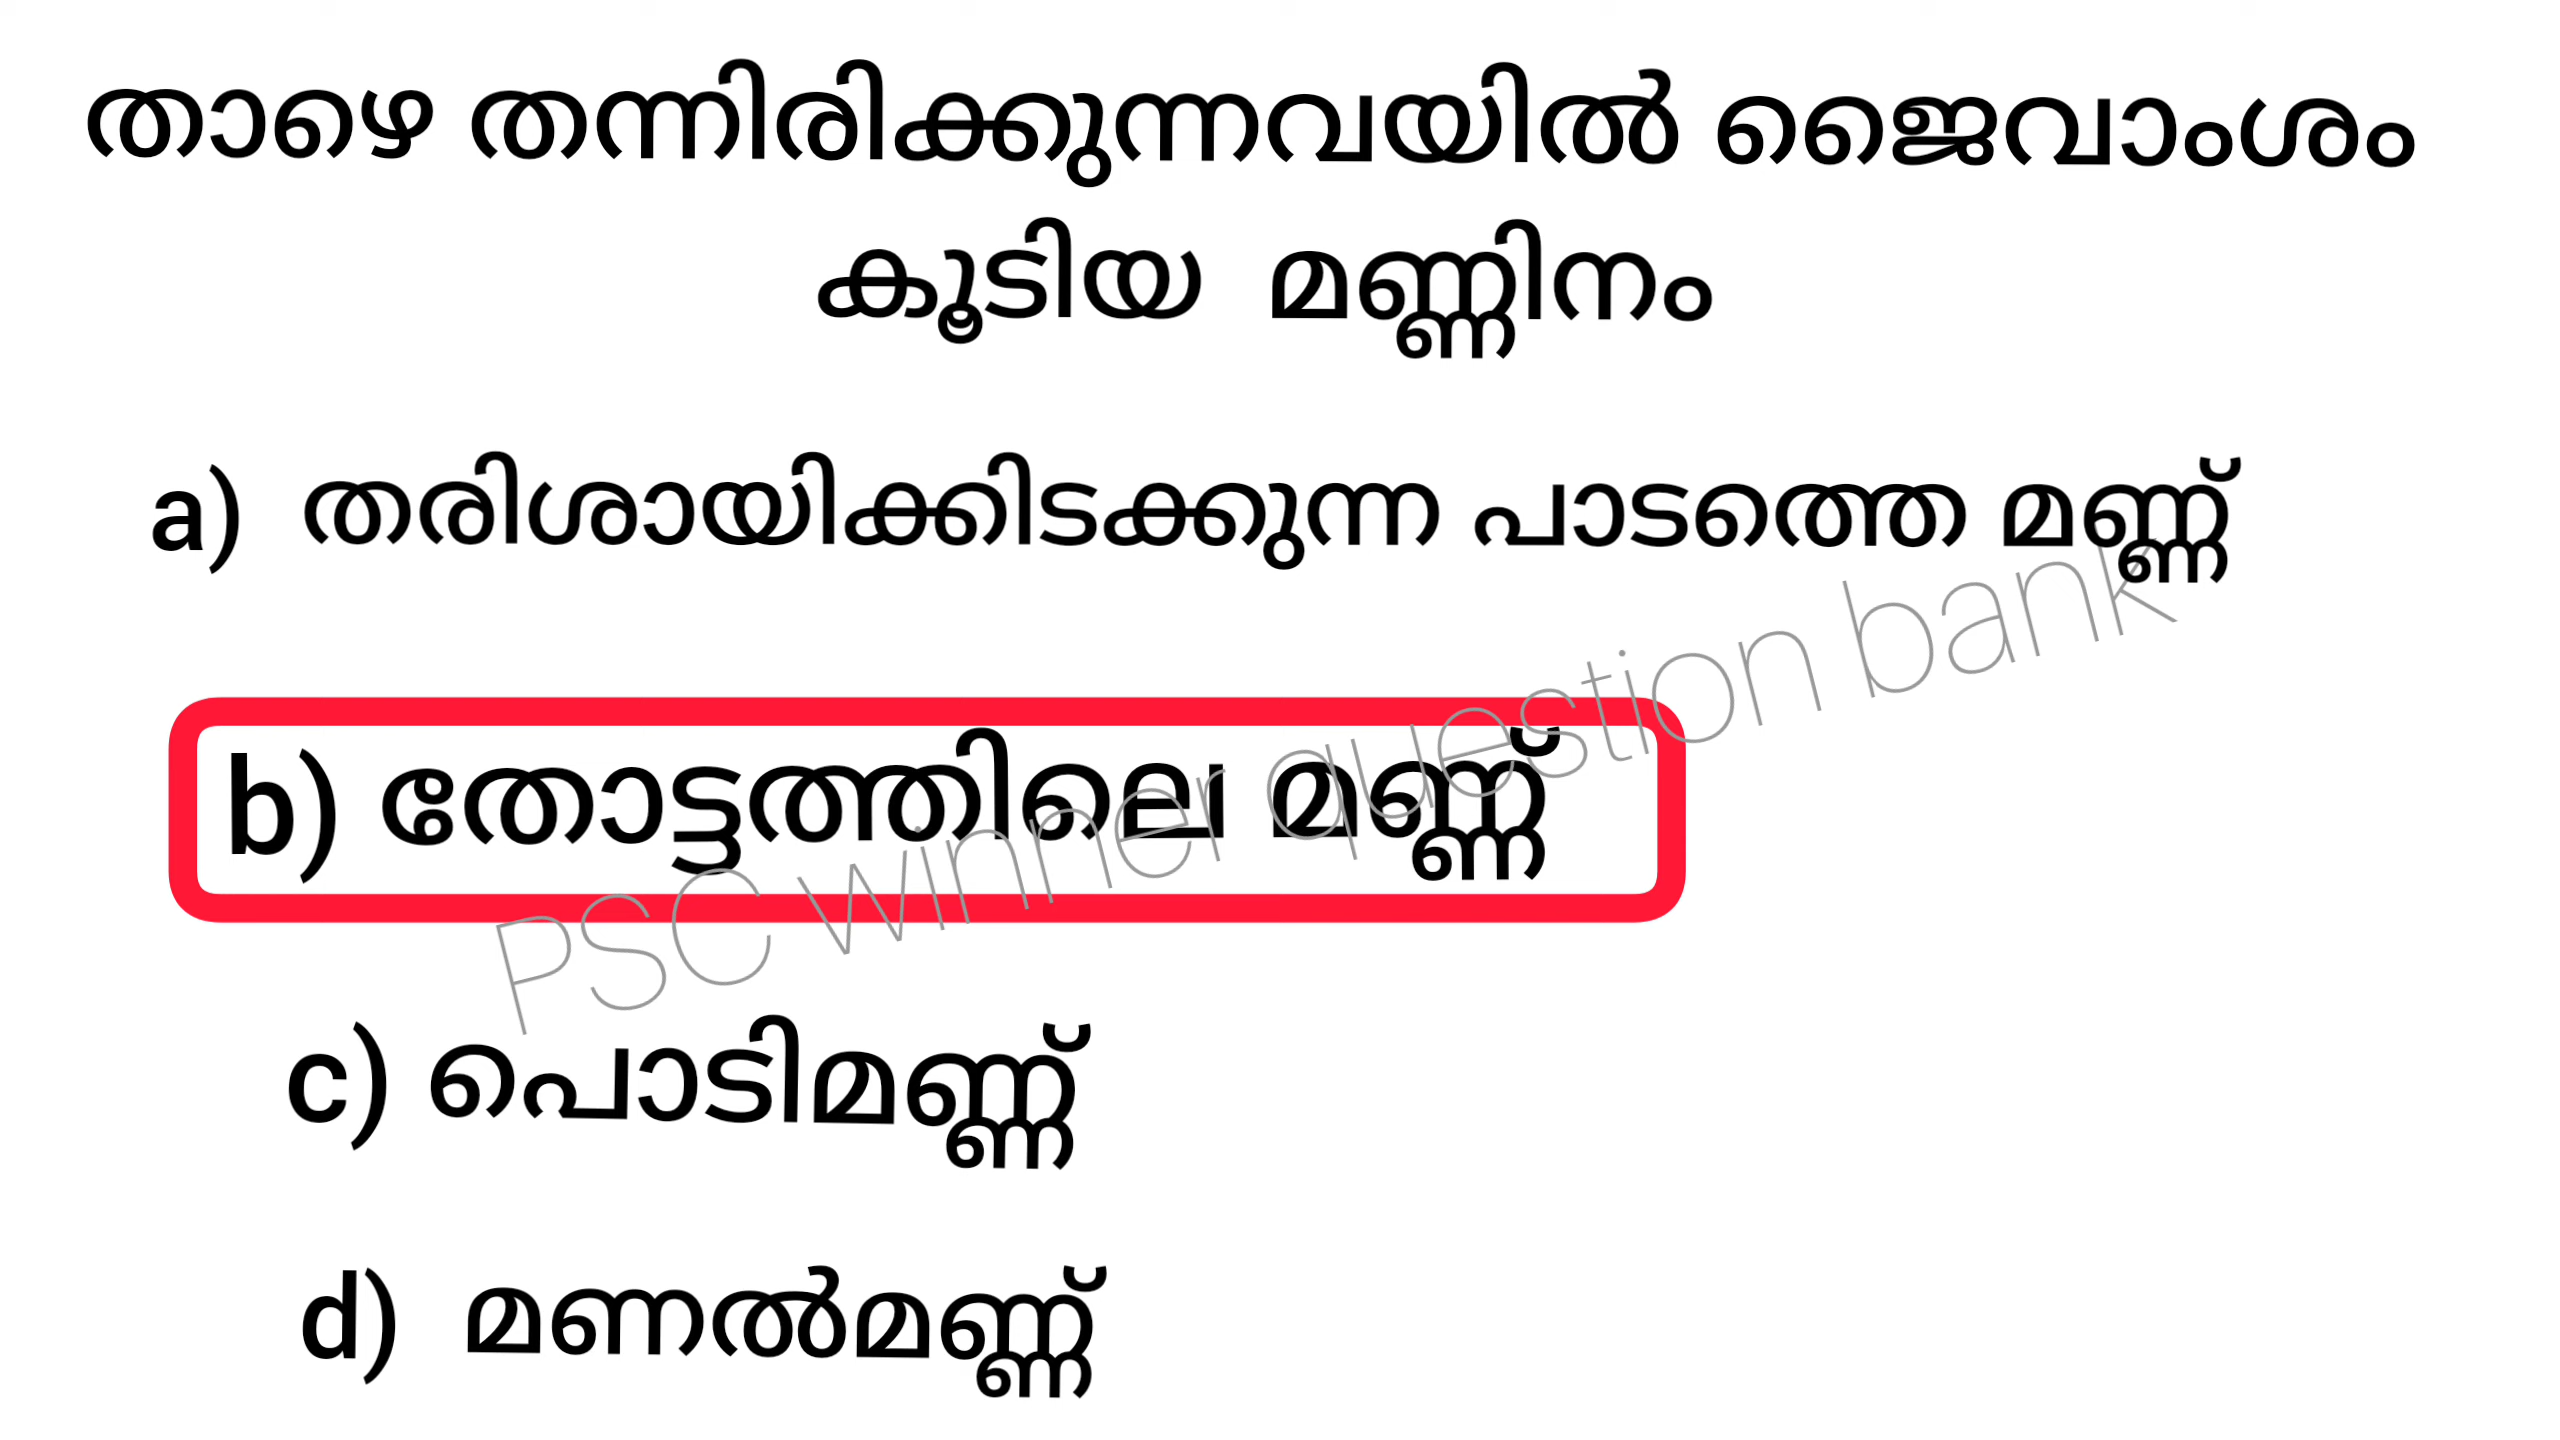 താഴെ തന്നിരിക്കുന്നവയിൽ ജൈവാംശം
കൂടിയ മണ്ണിനം
a) തരിശായിക്കിടക്കുന്ന പാടത്തെ മണ്ണ്
b) തോട്ടത്തിലെ മണ്ണ്
PSC winner question bank
c) പൊടിമണ്ണ്
d) മണൽമണ്ണ്